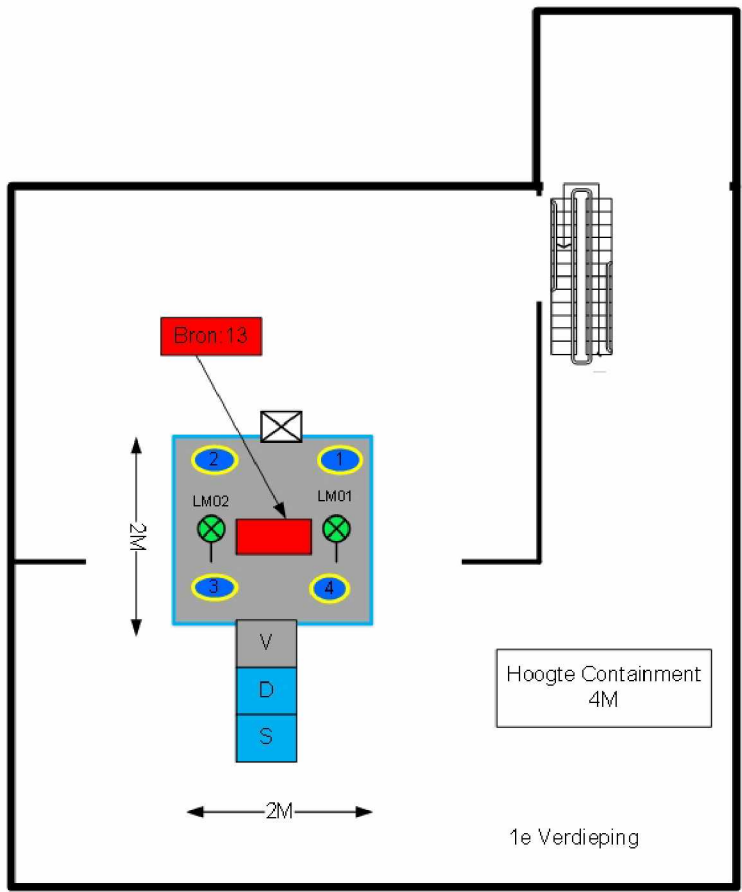 Bron:13
2
1
LM02
LM01
2M
3
4
V
D
S
Hoogte Containment
4M
2M
1e Verdieping